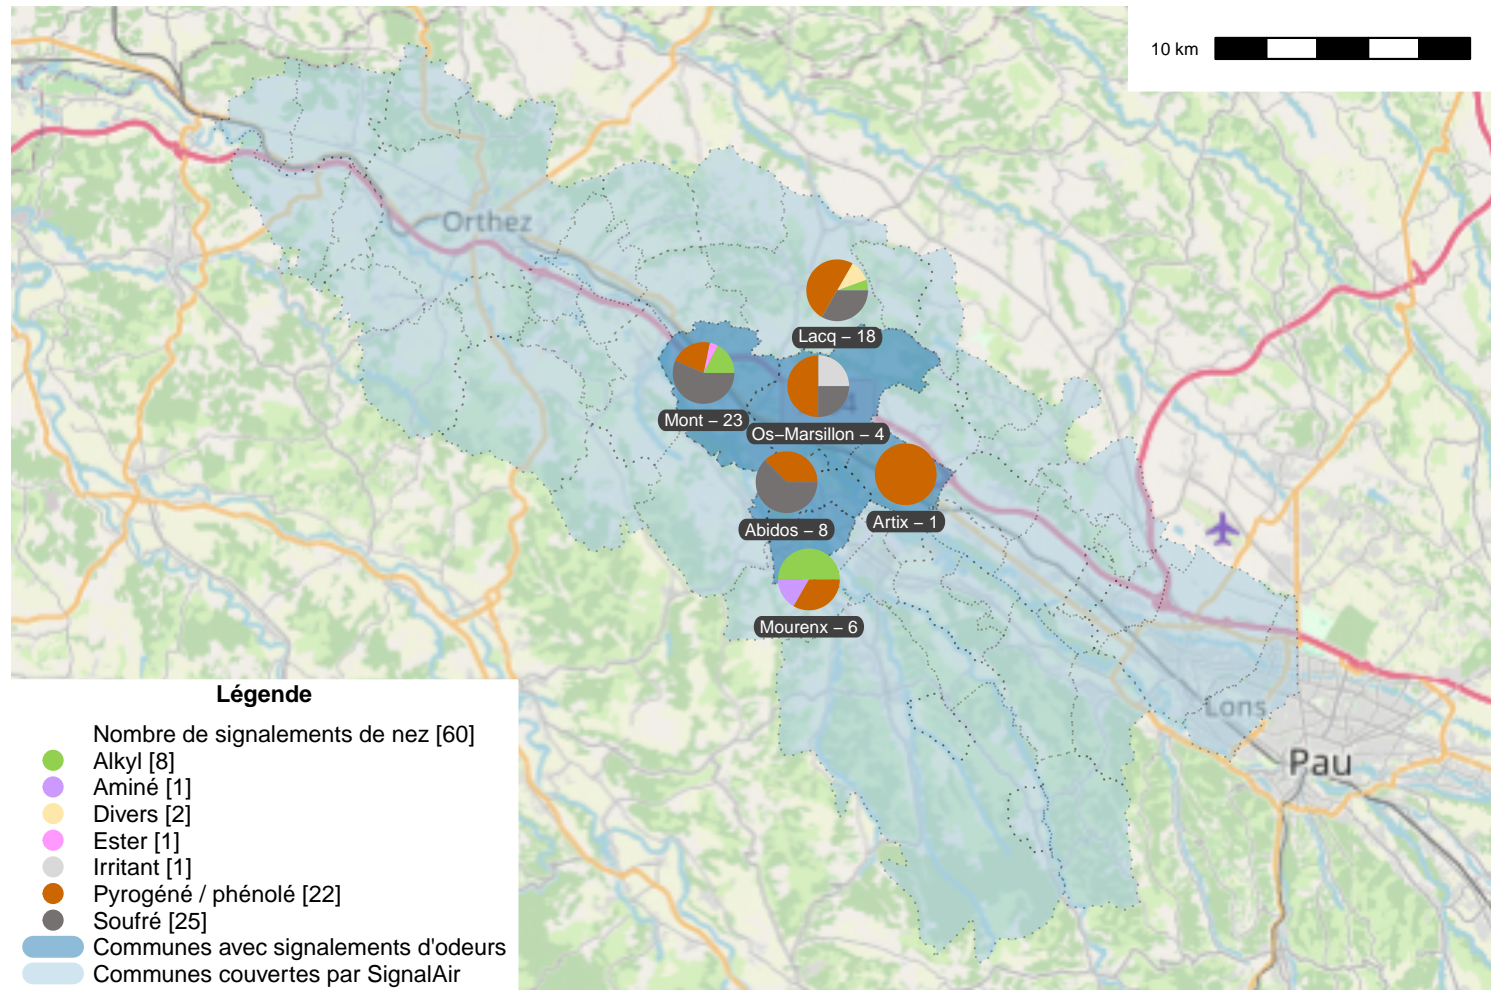 10 km
Orthez
Lacq – 18
Mont – 23
Os–Marsillon – 4
Abidos – 8
Artix – 1
Mourenx – 6
Lons
Pau
Légende
Nombre de signalements de nez [60]
Alkyl [8]
Aminé [1]
Divers [2]
Ester [1]
Irritant [1]
Pyrogéné / phénolé [22]
Soufré [25]
Communes avec signalements d'odeurs
Communes couvertes par SignalAir